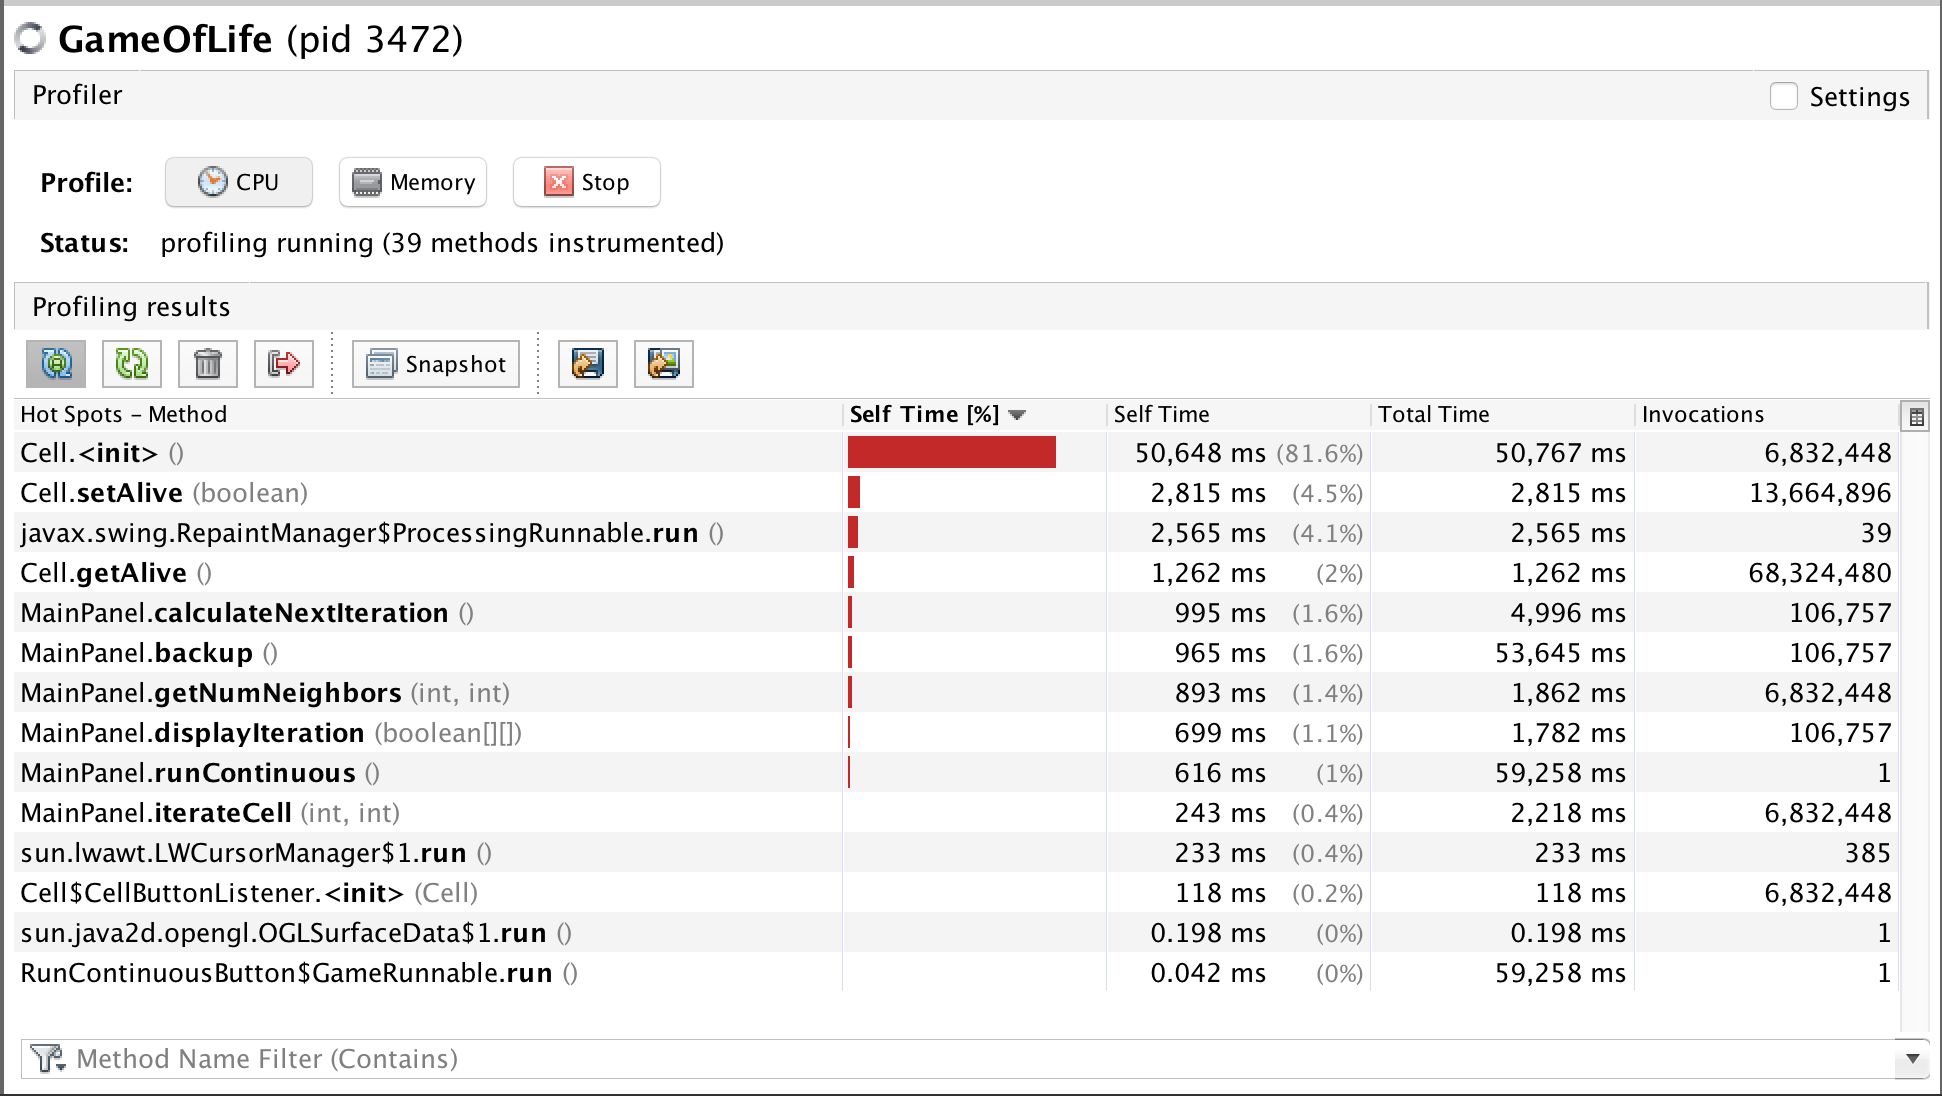 GameOfLife (pid 3472)
Profiler Settings
Profile: CPU Memory Stop
Status: profiling running (39 methods instrumented)
Profiling results
Snapshot
Hot Spots – Method Self Time [%] Self Time Total Time Invocations
Cell.<init> () 50,648 ms (81.6%) 50,767 ms 6,832,448
Cell.setAlive (boolean) 2,815 ms (4.5%) 2,815 ms 13,664,896
javax.swing.RepaintManager$ProcessingRunnable.run () 2,565 ms (4.1%) 2,565 ms 39
Cell.getAlive () 1,262 ms (2%) 1,262 ms 68,324,480
MainPanel.calculateNextIteration () 995 ms (1.6%) 4,996 ms 106,757
MainPanel.backup () 965 ms (1.6%) 53,645 ms 106,757
MainPanel.getNumNeighbors (int, int) 893 ms (1.4%) 1,862 ms 6,832,448
MainPanel.displayIteration (boolean[][]) 699 ms (1.1%) 1,782 ms 106,757
MainPanel.runContinuous () 616 ms (1%) 59,258 ms 1
MainPanel.iterateCell (int, int) 243 ms (0.4%) 2,218 ms 6,832,448
sun.lwawt.LWCursorManager$1.run () 233 ms (0.4%) 233 ms 385
Cell$CellButtonListener.<init> (Cell) 118 ms (0.2%) 118 ms 6,832,448
sun.java2d.opengl.OGLSurfaceData$1.run () 0.198 ms (0%) 0.198 ms 1
RunContinuousButton$GameRunnable.run () 0.042 ms (0%) 59,258 ms 1
Method Name Filter (Contains)